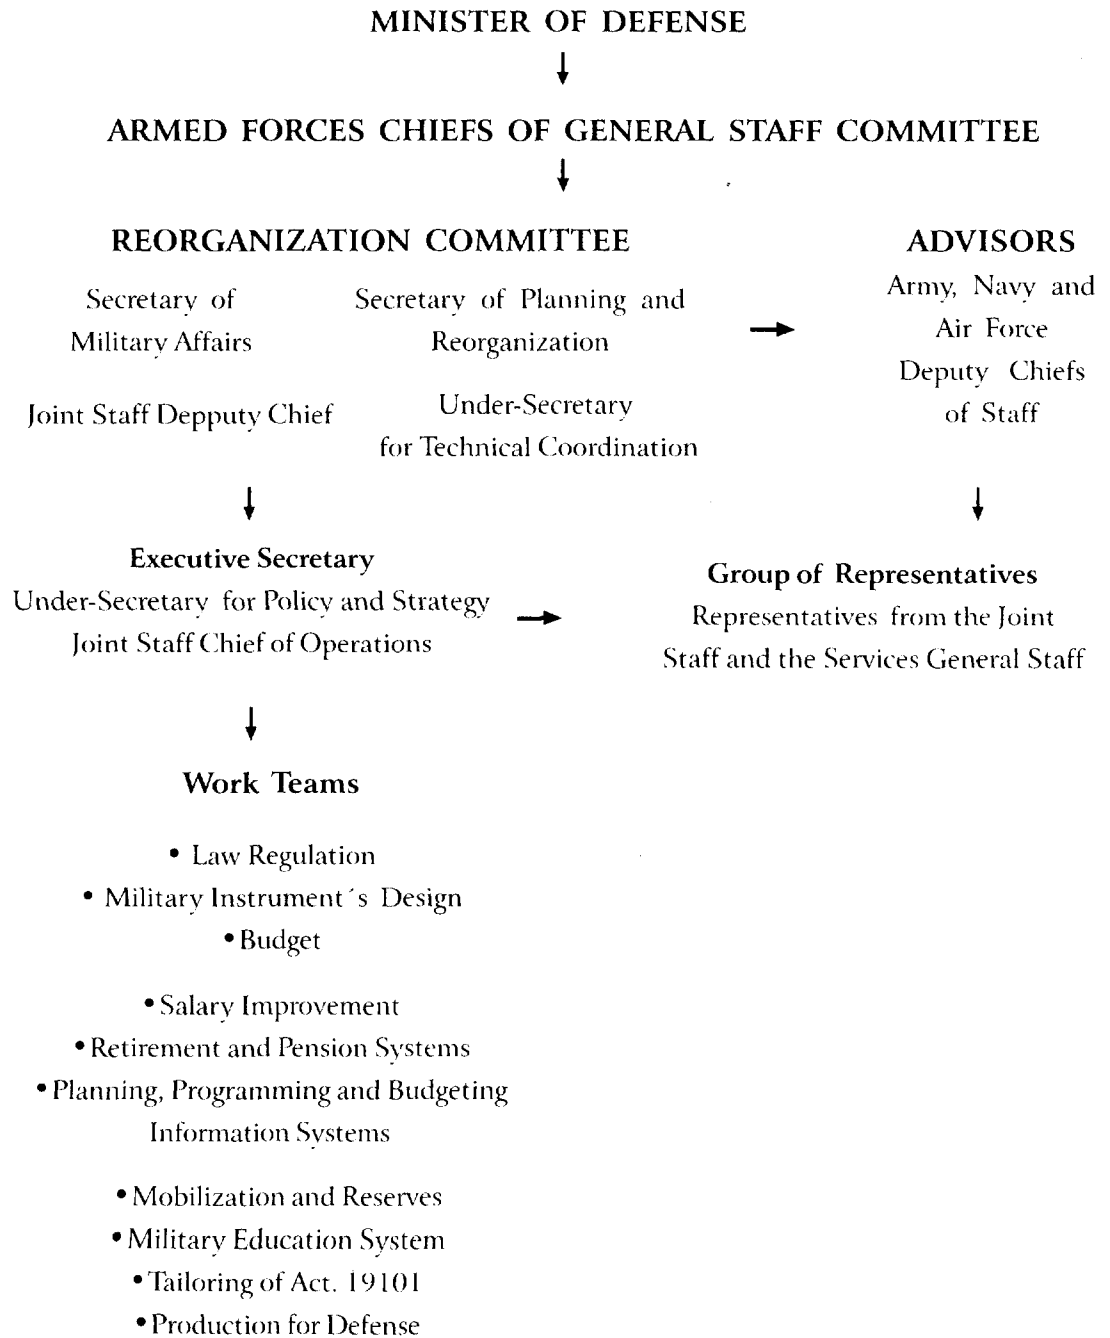 MINISTER OF DEFENSE
ARMED FORCES CHIEFS OF GENERAL STAFF COMMITTEE
REORGANIZATION COMMITTEE
Secretary of
Military Affairs
Secretary of Planning and
Reorganization
Joint Staff Depputy Chief
Under-Secretary
for Technical Coordination
ADVISORS
Army, Navy and
Air Force
Deputy Chiefs
of Staff
Executive Secretary
Under-Secretary for Policy and Strategy
Joint Staff Chief of Operations
Group of Representatives
Representatives from the Joint
Staff and the Services General Staff
Work Teams
• Law Regulation
• Military Instrument´s Design
• Budget
• Salary Improvement
• Retirement and Pension Systems
• Planning, Programming and Budgeting
Information Systems
• Mobilization and Reserves
• Military Education System
• Tailoring of Act. 19101
• Production for Defense